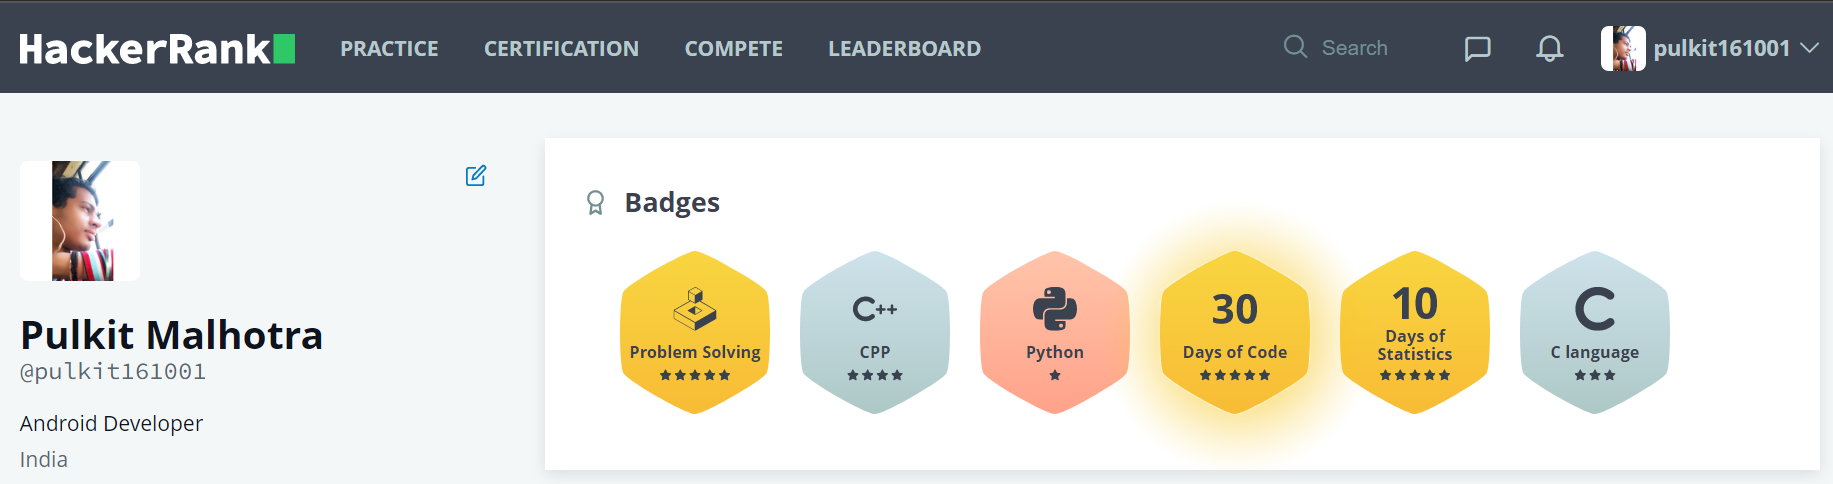 HackerRank PRACTICE CERTIFICATION COMPETE LEADERBOARD Search pulkit161001
Pulkit Malhotra
@pulkit161001
Android Developer
India
Badges
Problem Solving
C++
CPP
Python
30
Days of Code
10
Days of
Statistics
C
C language